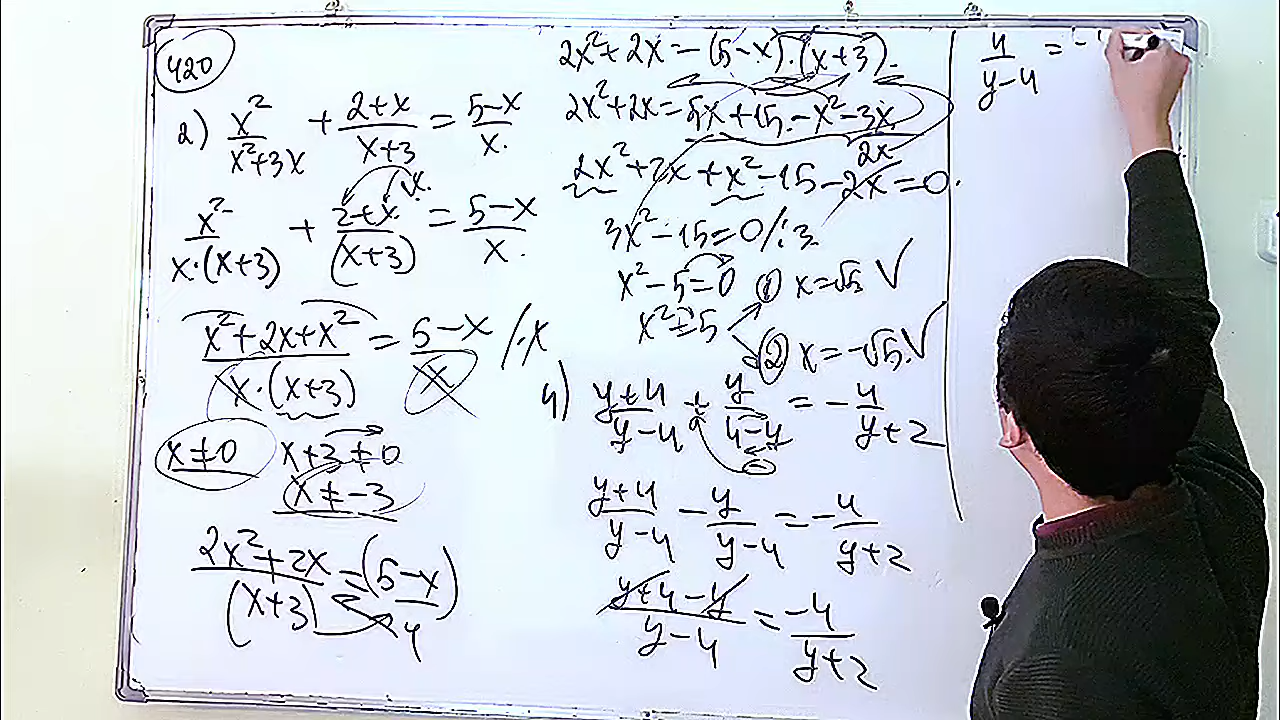 420
2) x²/(x²+3x) + (2+x)/(x+3) = (5-x)/x.
x²/(x·(x+3)) + (2+x)/(x+3) = (5-x)/x.
(x²+2x+x²)/(x·(x+3)) = (5-x)/x /·x
x≠0 x+3≠0
x≠-3
(2x²+2x)/(x+3) = (5-x)/1
2x²+2x=(5-x)·(x+3).
2x²+2x=5x+15-x²-3x
2x
2x²+2x+x²-15-2x=0.
3x²-15=0/:3.
x²-5=0 ① x=√5 √
x²=5
② x=-√5. √
4) (y+4)/(y-4) + y/(4-y) = -4/(y+2)
(y+4)/(y-4) - y/(y-4) = -4/(y+2)
(y+4-y)/(y-4) = -4/(y+2)
4/(y-4) = -